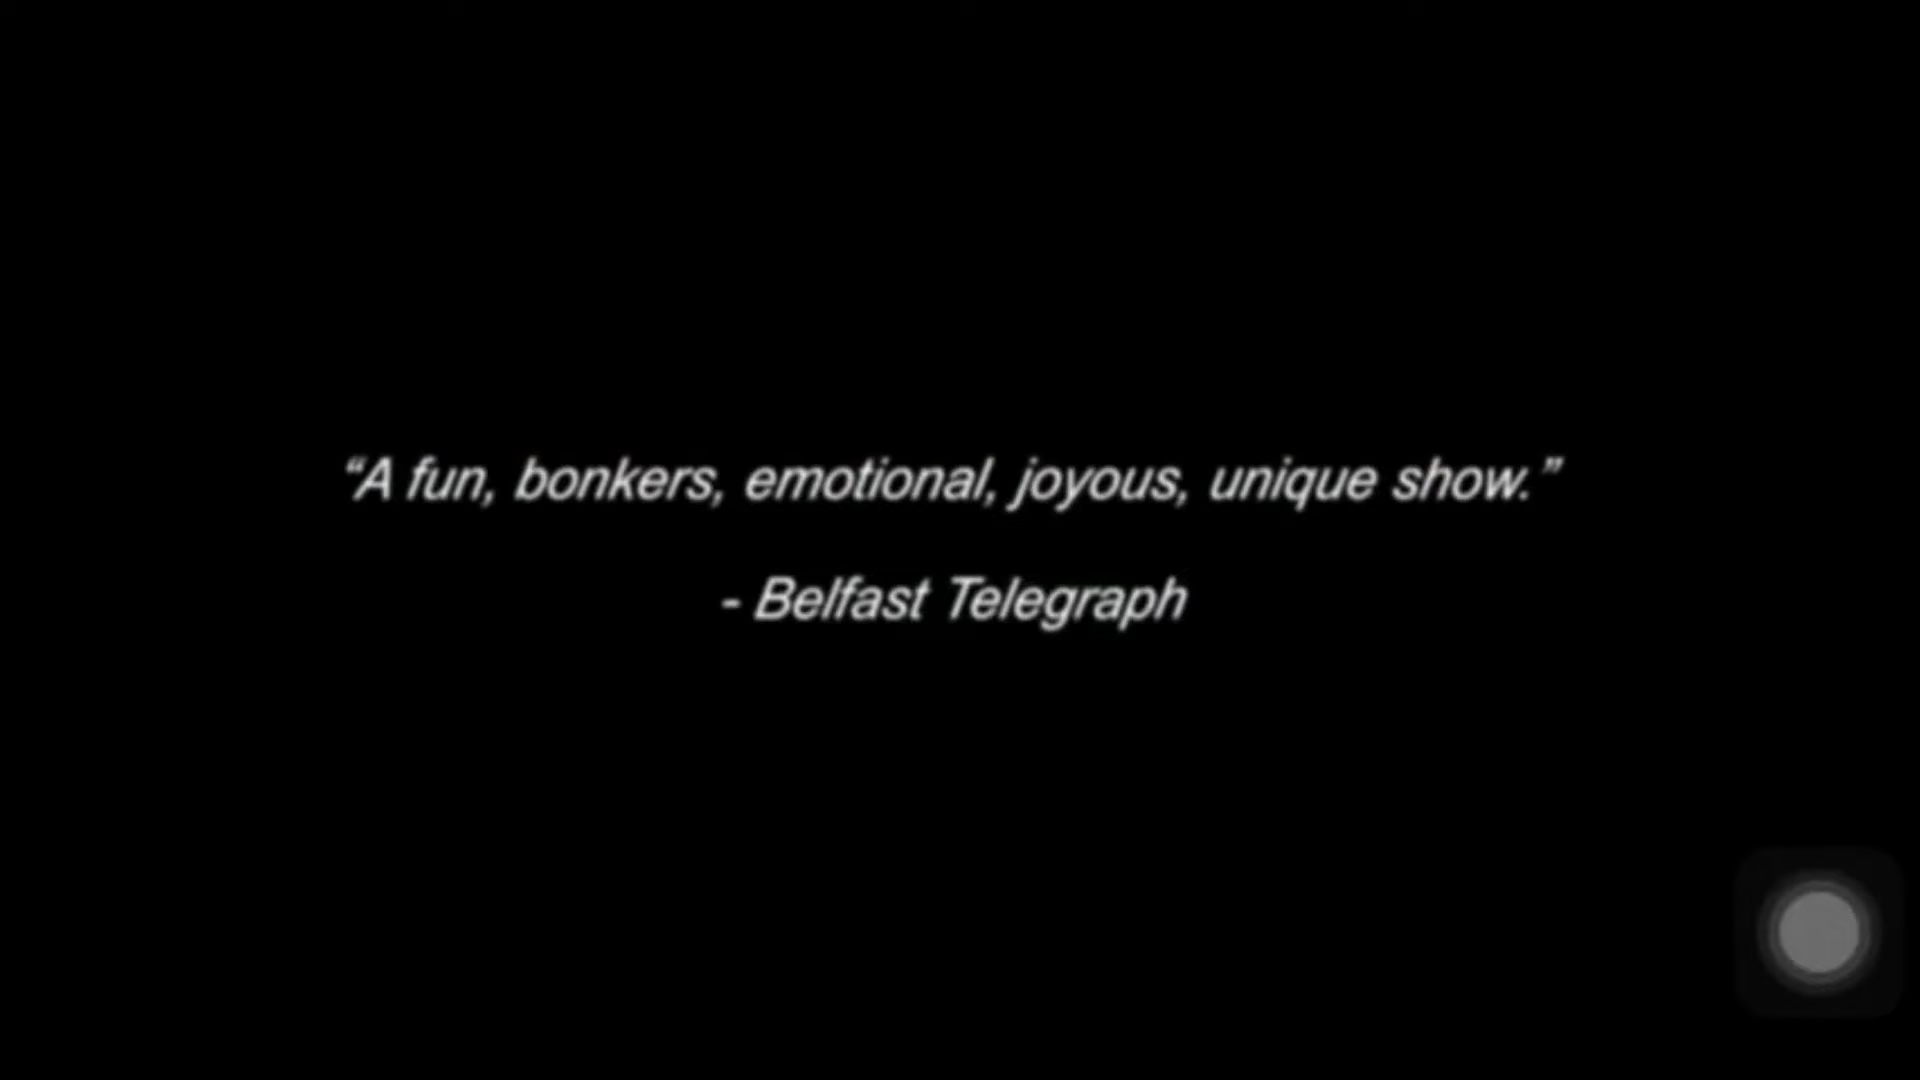 “A fun, bonkers, emotional, joyous, unique show.”
- Belfast Telegraph